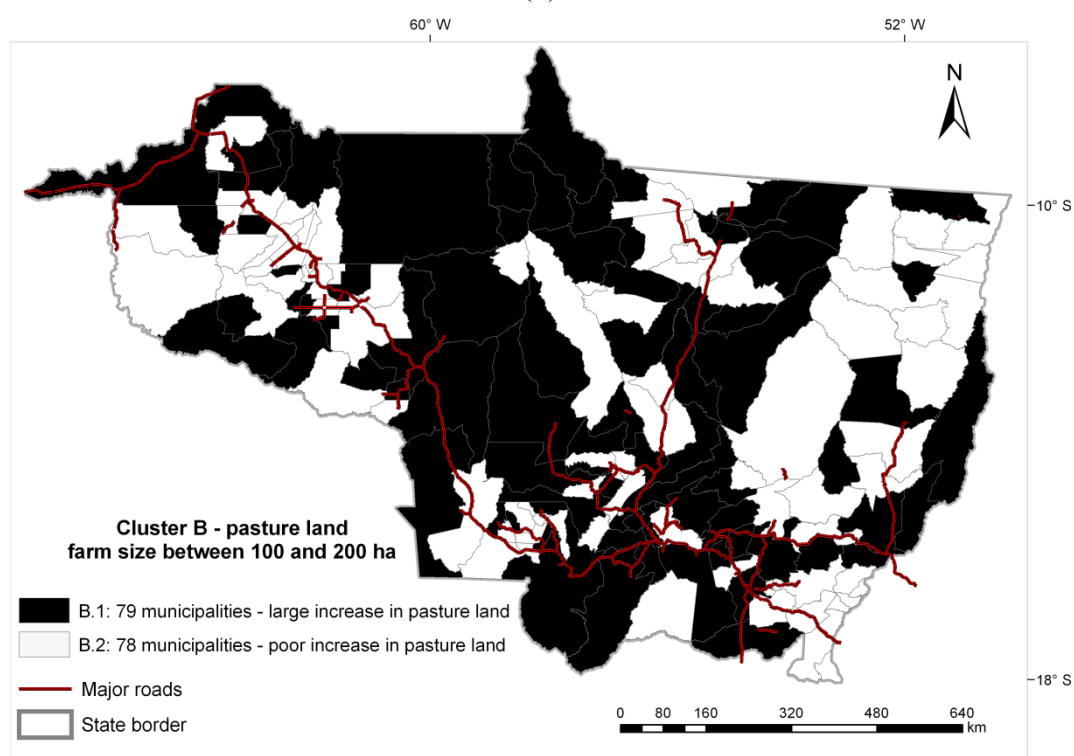 60° W
52° W
N
10° S
Cluster B - pasture land
farm size between 100 and 200 ha
B.1: 79 municipalities - large increase in pasture land
B.2: 78 municipalities - poor increase in pasture land
Major roads
State border
18° S
0 80 160 320 480 640
km